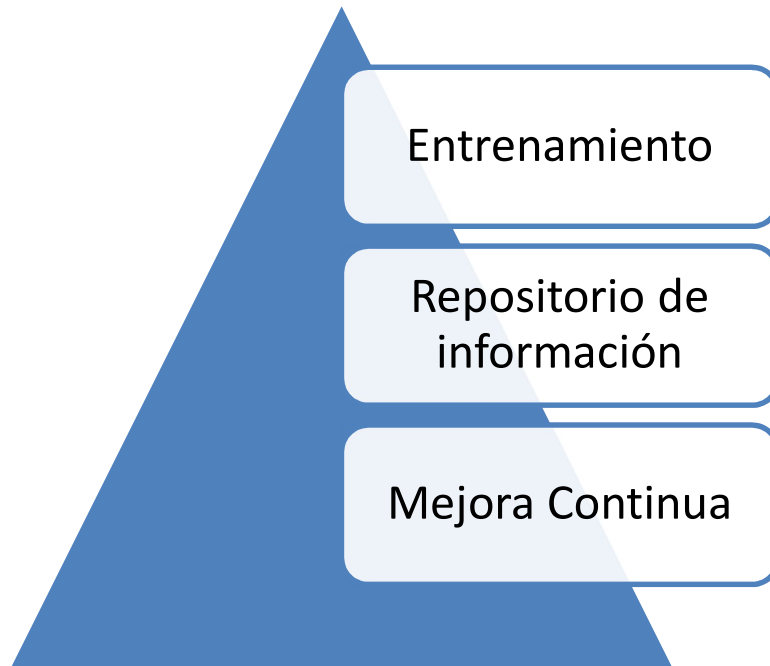 Entrenamiento
Repositorio de
información
Mejora Continua